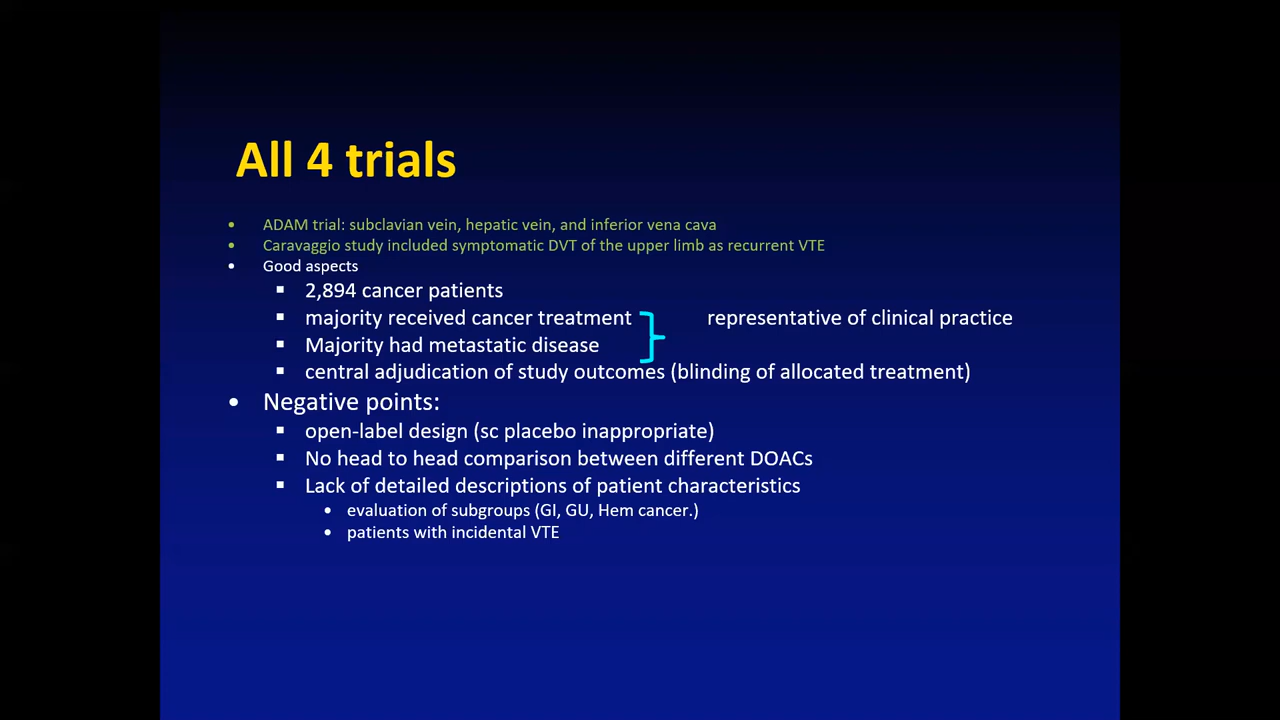 All 4 trials
• ADAM trial: subclavian vein, hepatic vein, and inferior vena cava
• Caravaggio study included symptomatic DVT of the upper limb as recurrent VTE
• Good aspects
▪ 2,894 cancer patients
▪ majority received cancer treatment representative of clinical practice
▪ Majority had metastatic disease
▪ central adjudication of study outcomes (blinding of allocated treatment)
• Negative points:
▪ open-label design (sc placebo inappropriate)
▪ No head to head comparison between different DOACs
▪ Lack of detailed descriptions of patient characteristics
• evaluation of subgroups (GI, GU, Hem cancer.)
• patients with incidental VTE